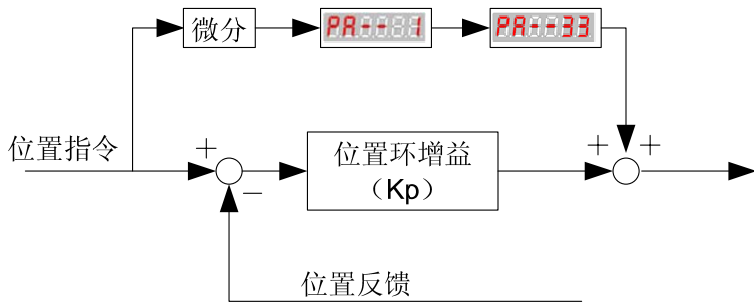 微分
PA--1
PA--33
位置指令
+
−
位置环增益
（Kp）
+
+
位置反馈